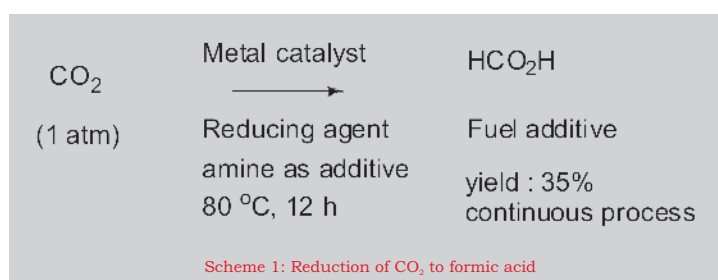 CO₂
(1 atm)
Metal catalyst
Reducing agent
amine as additive
80 °C, 12 h
HCO₂H
Fuel additive
yield : 35%
continuous process
Scheme 1: Reduction of CO₂ to formic acid